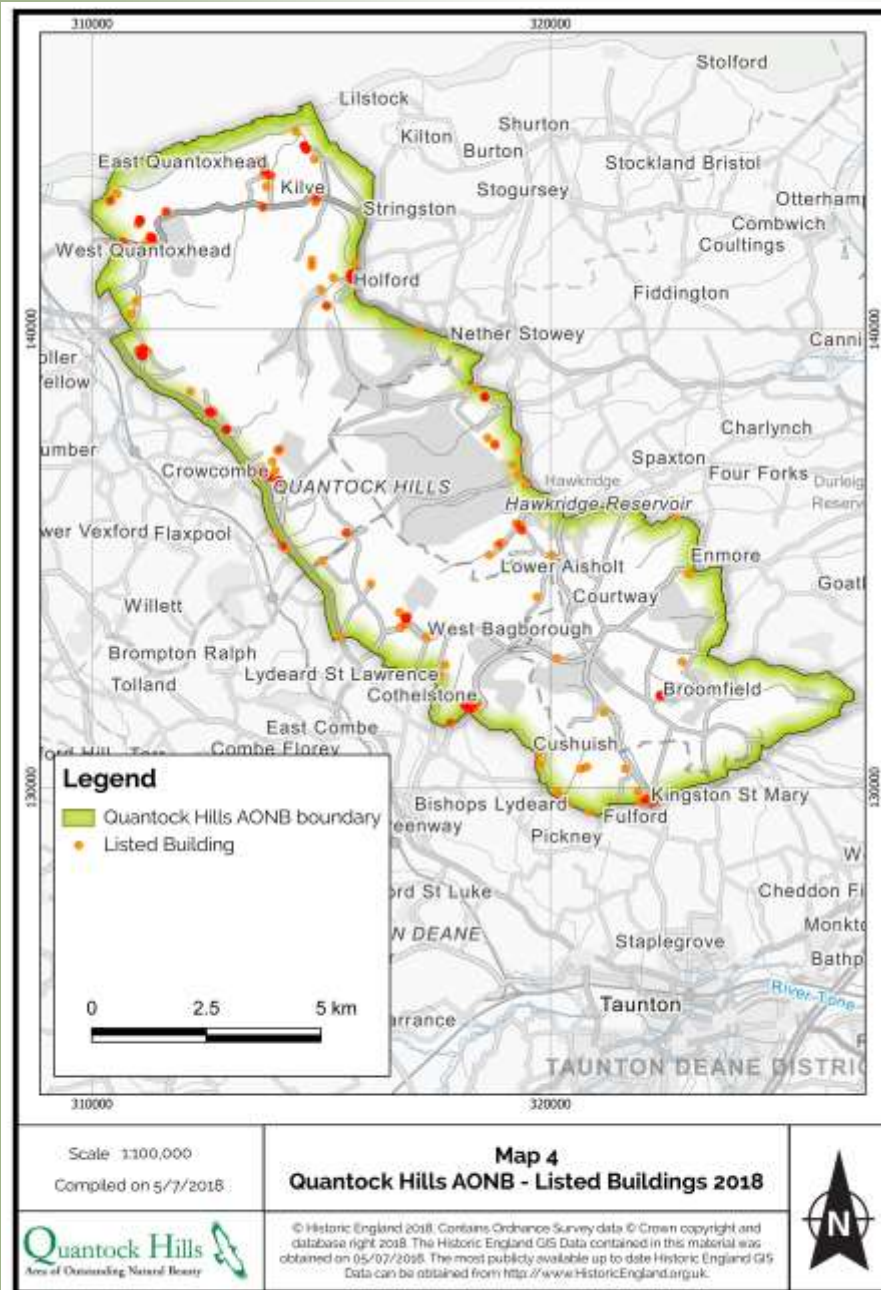 310000
320000
Stolford
Lilstock
Shurton
Kilton
Burton
East Quantoxhead
Stockland Bristol
Kilve
Stogursey
Otterhamp
Stringston
Combwich
Coultings
West Quantoxhead
Holford
Fiddington
140000
140000
Nether Stowey
Canni
oller
Yellow
Charlynch
umber
Spaxton
Crowcombe
Four Forks
Hawkridge
Durleig
QUANTOCK HILLS
Reserv
Hawkridge Reservoir
wer Vexford
Flaxpool
Enmore
Lower Aisholt
Goath
Courtway
Willett
West Bagborough
Brompton Ralph
Lydeard St Lawrence
Tolland
Cothelstone
Broomfield
East Combe
Combe Florey
Cushuish
130000
130000
Legend
Quantock Hills AONB boundary
Listed Building
Kingston St Mary
Bishops Lydeard
Fulford
eenway
Pickney
ord St Luke
Cheddon Fi
N DEANE
Monkto
Staplegrove
Bathp
River Tone
0 2.5 5 km
Taunton
arrance
TAUNTON DEANE DISTRIC
310000
320000
Scale 1:100,000
Compiled on 5/7/2018
Map 4
Quantock Hills AONB - Listed Buildings 2018
N
Quantock Hills
Area of Outstanding Natural Beauty
© Historic England 2018. Contains Ordnance Survey data © Crown copyright and
database right 2018. The Historic England GIS Data contained in this material was
obtained on 05/07/2018. The most publicly available up to date Historic England GIS
Data can be obtained from http://www.HistoricEngland.org.uk.